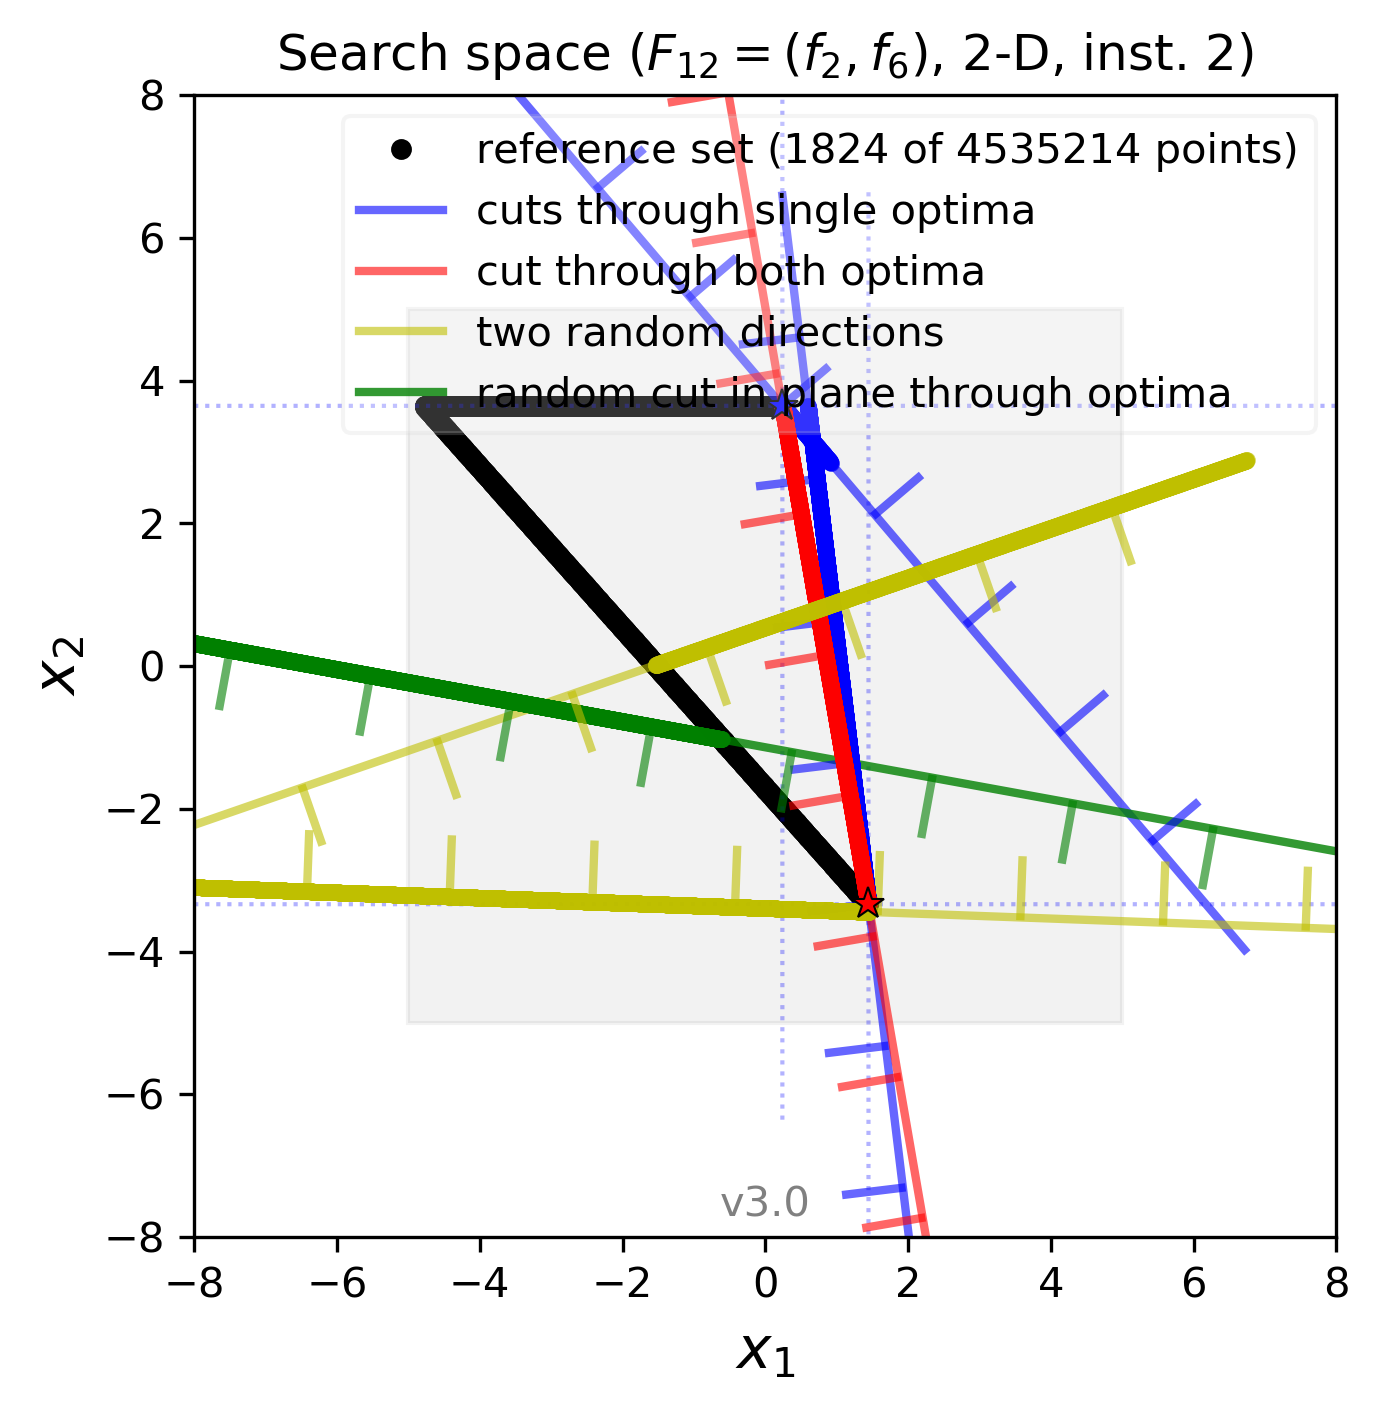 Search space (F12 = (f2, f6), 2-D, inst. 2)
8
6
4
2
0
−2
−4
−6
−8
x2
reference set (1824 of 4535214 points)
cuts through single optima
cut through both optima
two random directions
random cut in plane through optima
v3.0
−8
−6
−4
−2
0
2
4
6
8
x1